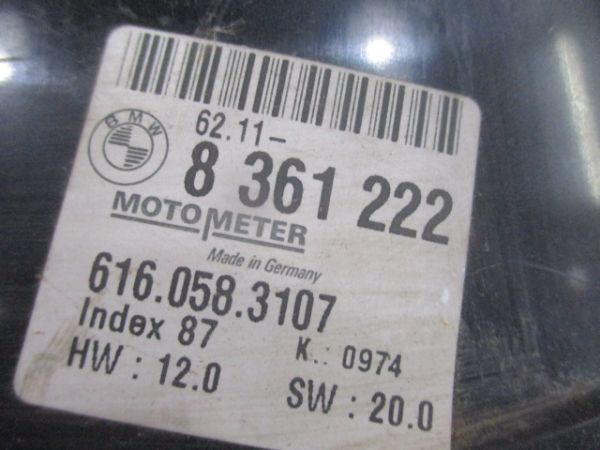 BMW
62.11-
8 361 222
MOTOMETER
Made in Germany
616.058.3107
Index 87
K.: 0974
HW : 12.0
SW : 20.0